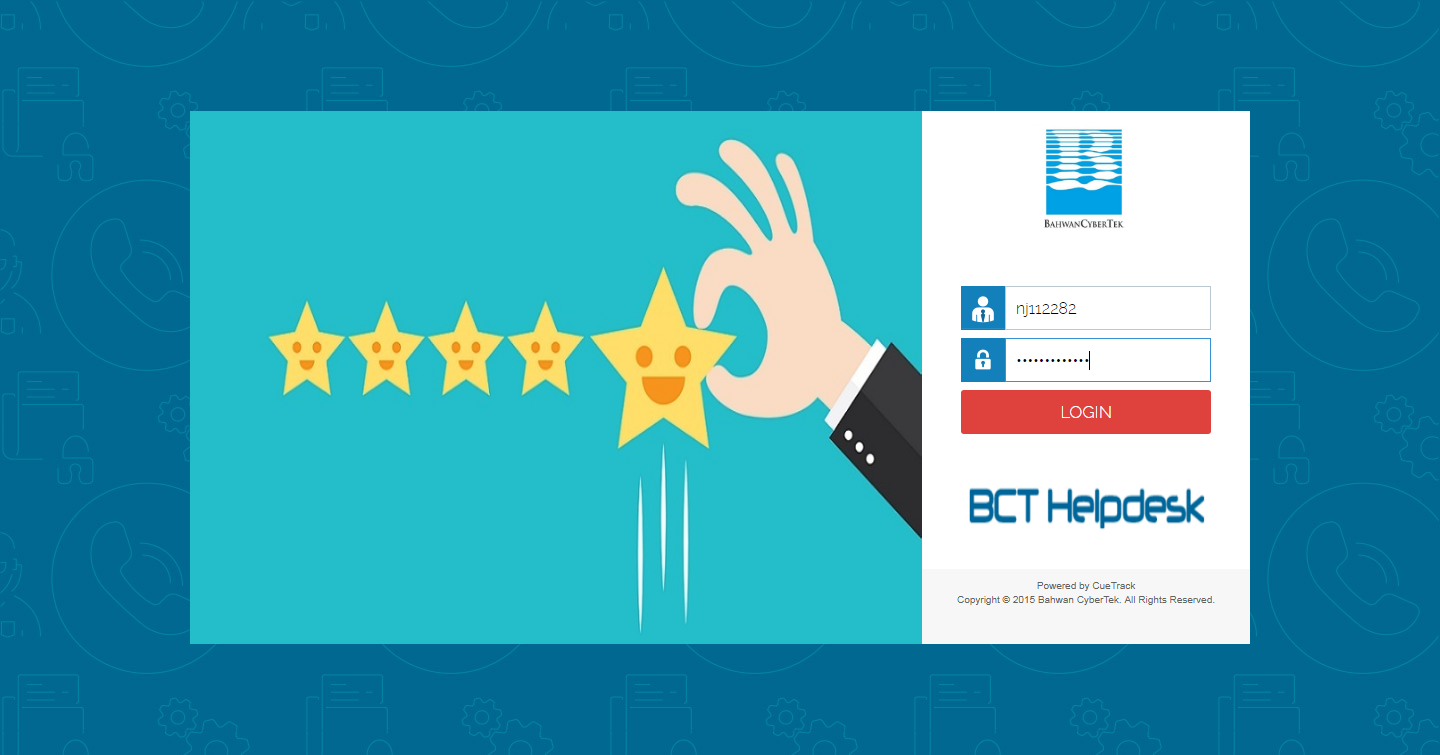 BAHWANCYBERTEK
nj112282
•••••••••••••
LOGIN
BCT Helpdesk
Powered by CueTrack
Copyright © 2015 Bahwan CyberTek. All Rights Reserved.